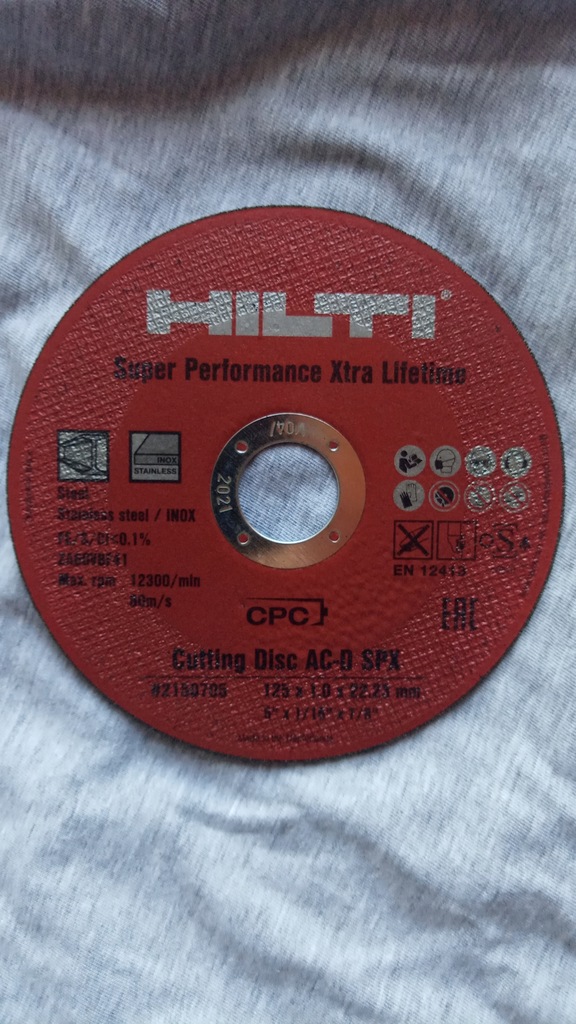 HILTI®
Super Performance Xtra Lifetime
V04/
2021
INOX
STAINLESS
Steel
Stainless steel / INOX
FE/S/Cl<0.1%
Max. rpm 12300/min
80m/s
EN 12413
CPC
EAC
Cutting Disc AC-D SPX
125 x 1.0 x 22.23 mm
5" x 1/16" x 7/8"